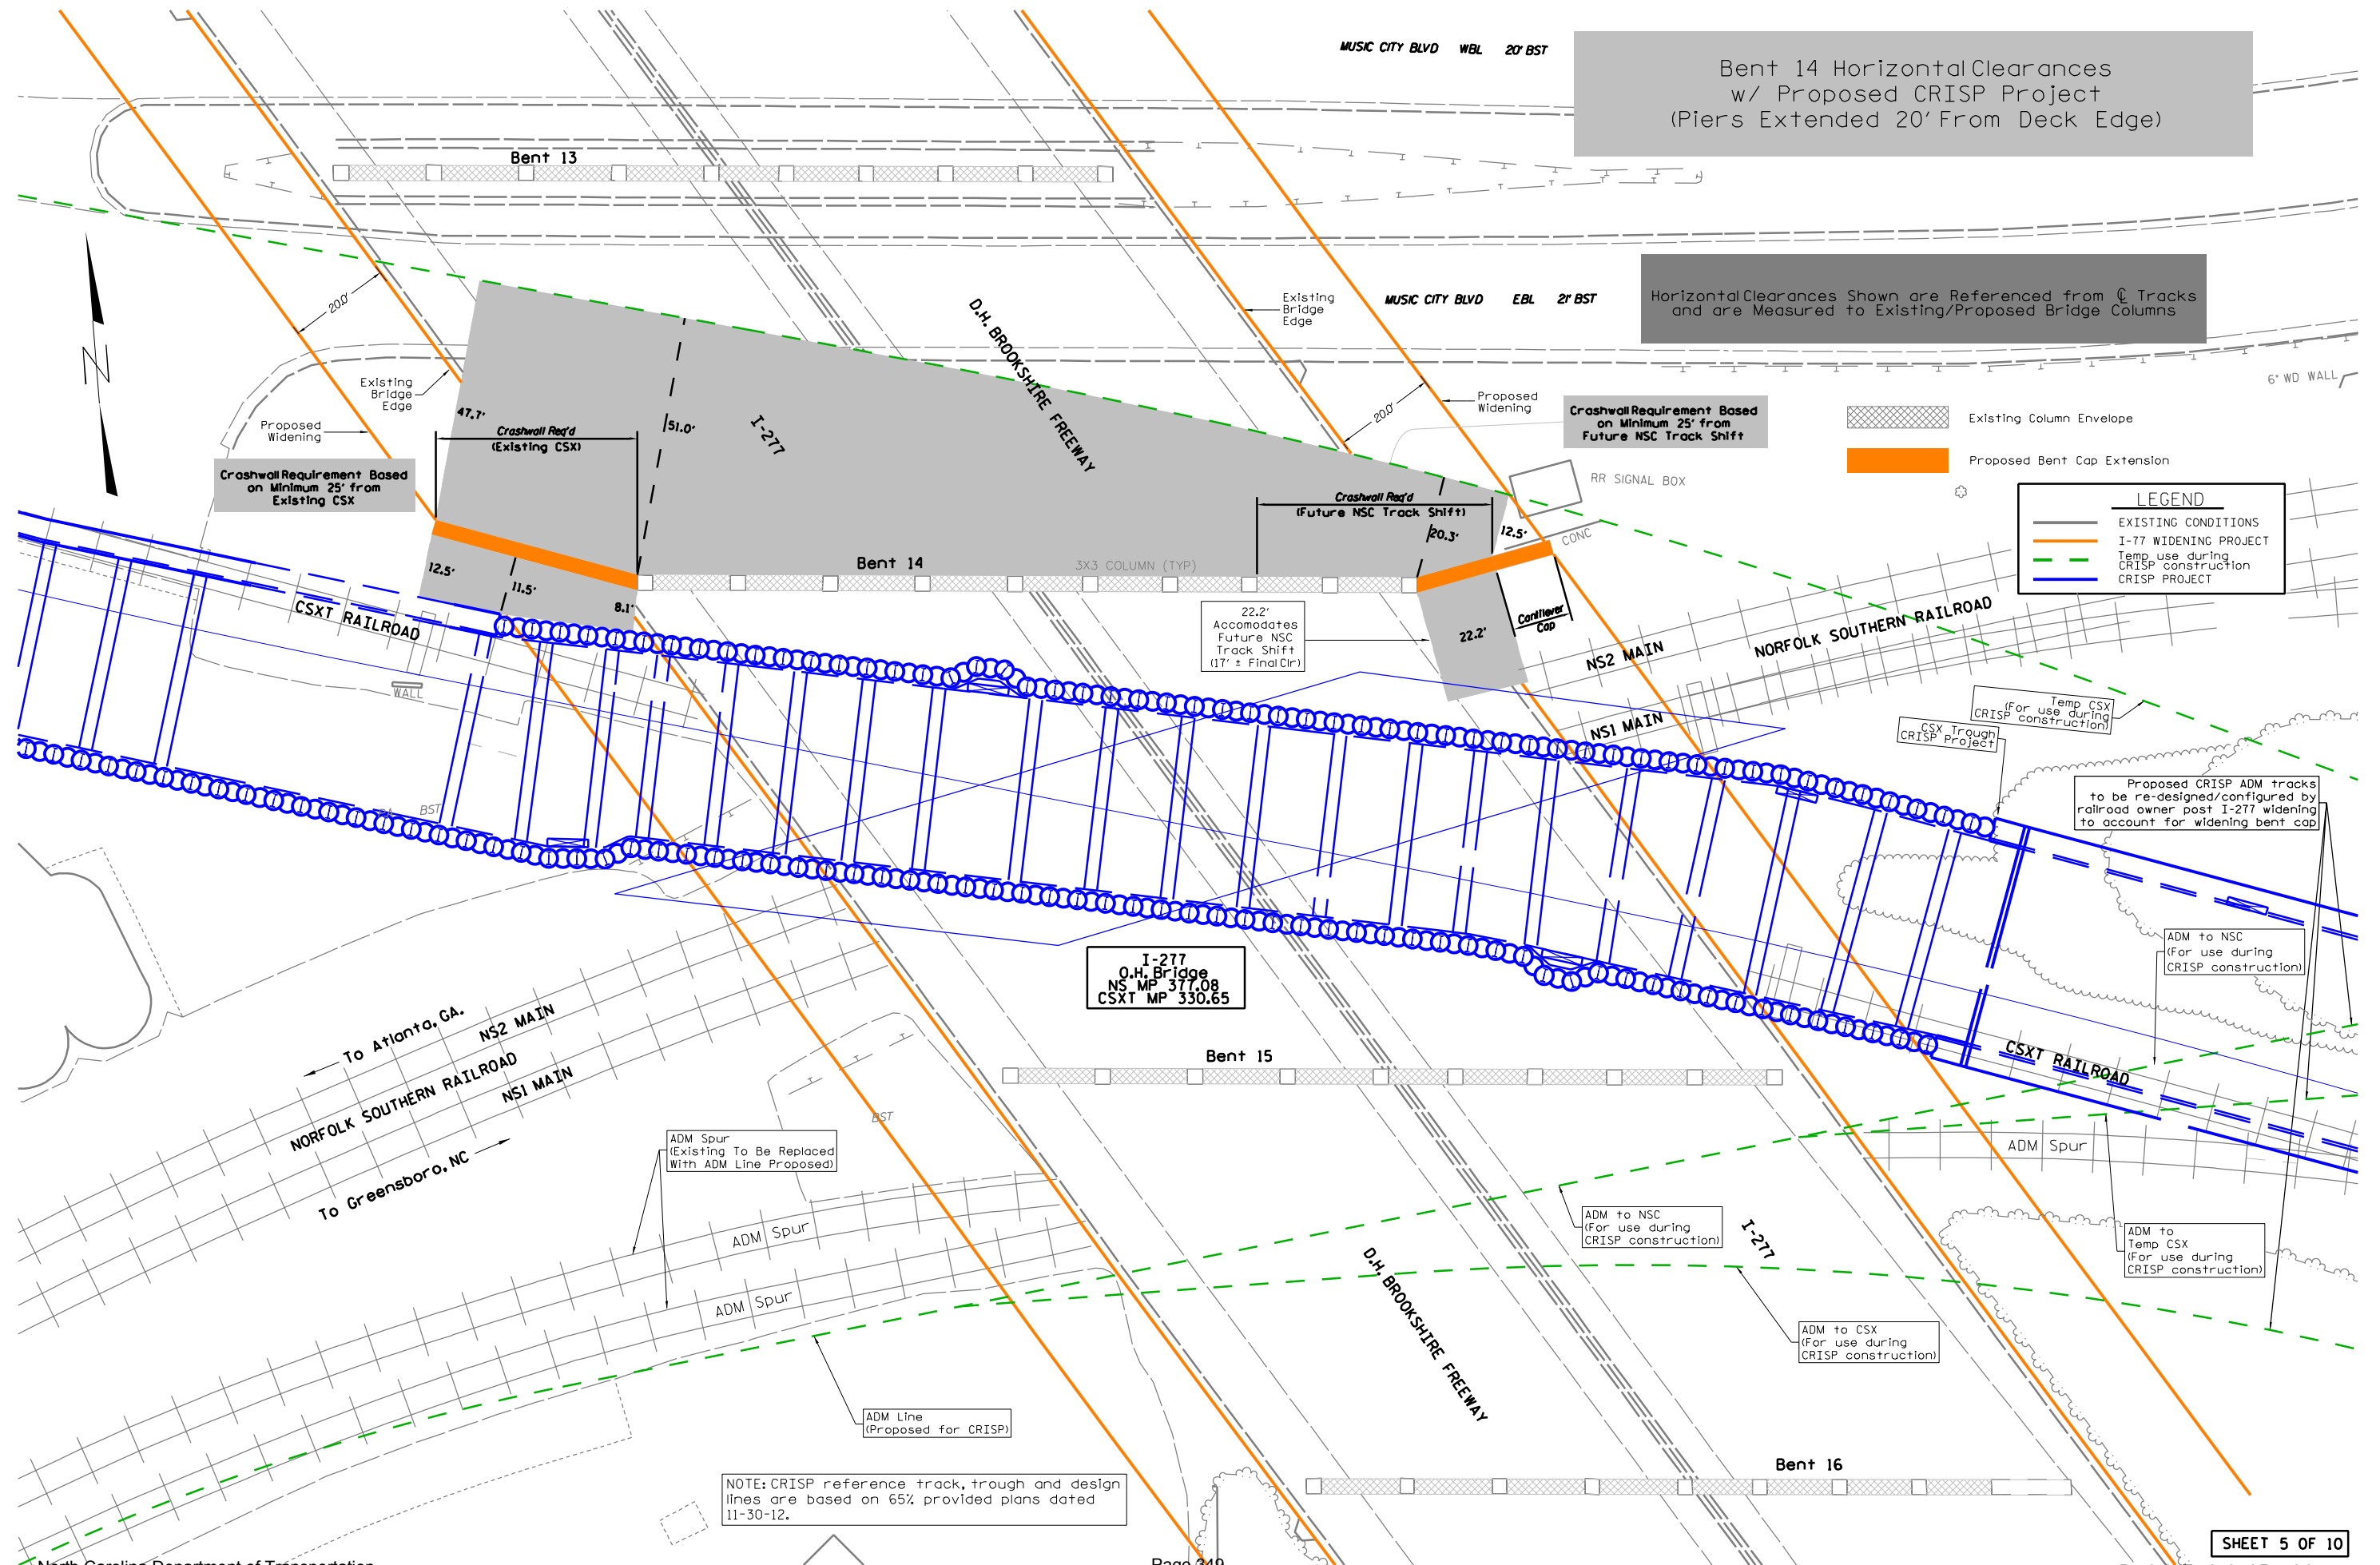 MUSIC CITY BLVD WBL 20' BST
Bent 14 Horizontal Clearances
w/ Proposed CRISP Project
(Piers Extended 20' From Deck Edge)
Bent 13
20.0'
Existing
Bridge
Edge
MUSIC CITY BLVD EBL 21' BST
Horizontal Clearances Shown are Referenced from ℄ Tracks
and are Measured to Existing/Proposed Bridge Columns
D.H. BROOKSHIRE FREEWAY
I-277
N
Existing
Bridge
Edge
Proposed
Widening
47.7'
Crashwall Req'd
(Existing CSX)
51.0'
20.0'
Proposed
Widening
6" WD WALL
Crashwall Requirement Based
on Minimum 25' from
Future NSC Track Shift
Existing Column Envelope
Proposed Bent Cap Extension
Crashwall Requirement Based
on Minimum 25' from
Existing CSX
RR SIGNAL BOX
Crashwall Req'd
(Future NSC Track Shift)
20.3'
12.5'
CONC
LEGEND
EXISTING CONDITIONS
I-77 WIDENING PROJECT
Temp use during
CRISP construction
CRISP PROJECT
12.5'
11.5'
8.1'
Bent 14
3X3 COLUMN (TYP)
CSXT RAILROAD
WALL
22.2'
Accomodates
Future NSC
Track Shift
(17' ± Final Clr)
22.2'
Cantilever
Cap
NS2 MAIN
NORFOLK SOUTHERN RAILROAD
NS1 MAIN
Temp CSX
(For use during
CRISP construction)
CSX Trough
CRISP Project
Proposed CRISP ADM tracks
to be re-designed/configured by
railroad owner post I-277 widening
to account for widening bent cap
BST
ADM to NSC
(For use during
CRISP construction)
I-277
O.H. Bridge
NS MP 377.08
CSXT MP 330.65
To Atlanta, GA.
NS2 MAIN
NORFOLK SOUTHERN RAILROAD
NS1 MAIN
To Greensboro, NC
Bent 15
CSXT RAILROAD
BST
ADM Spur
(Existing To Be Replaced
With ADM Line Proposed)
ADM Spur
ADM Spur
ADM Spur
ADM to NSC
(For use during
CRISP construction)
I-277
ADM to
Temp CSX
(For use during
CRISP construction)
D.H. BROOKSHIRE FREEWAY
ADM to CSX
(For use during
CRISP construction)
ADM Line
(Proposed for CRISP)
NOTE: CRISP reference track, trough and design
lines are based on 65% provided plans dated
11-30-12.
Bent 16
SHEET 5 OF 10
North Carolina Department of Transportation
Page 349